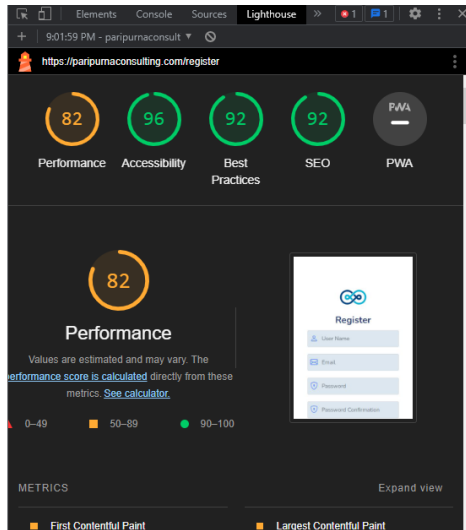 Elements Console Sources Lighthouse » 1 1
9:01:59 PM - paripurnaconsult
https://paripurnaconsulting.com/register
82 96 92 92 PWA
Performance Accessibility Best Practices SEO PWA
82
Performance
Values are estimated and may vary. The
performance score is calculated directly from these
metrics. See calculator.
0–49 50–89 90–100
Register
User Name
Email
Password
Password Confirmation
METRICS Expand view
First Contentful Paint Largest Contentful Paint